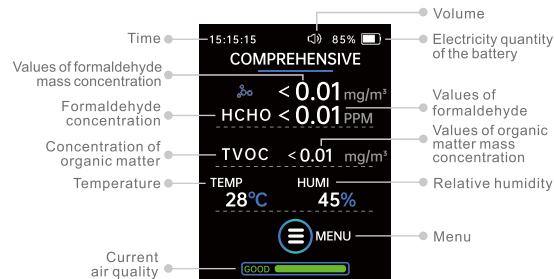 Volume
Time
15:15:15
85%
Electricity quantity
of the battery
COMPREHENSIVE
Values of formaldehyde
mass concentration
< 0.01 mg/m³
Formaldehyde
concentration
HCHO < 0.01 PPM
Values of
formaldehyde
Concentration of
organic matter
TVOC < 0.01 mg/m³
Values of organic
matter mass
concentration
Temperature
TEMP HUMI
28°C 45%
Relative humidity
MENU
Menu
Current
air quality
GOOD